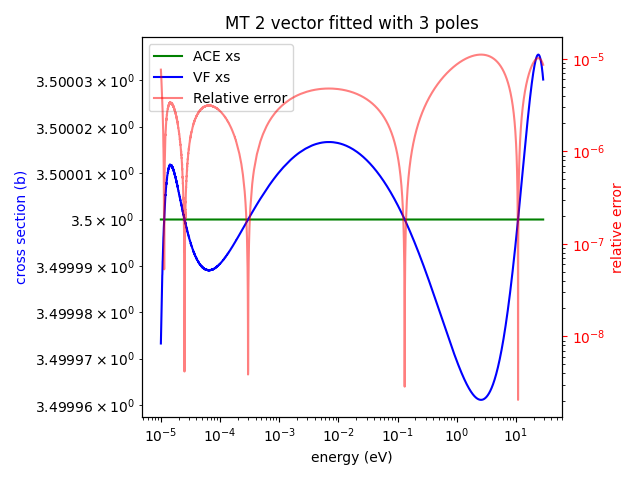 MT 2 vector fitted with 3 poles
ACE xs
VF xs
Relative error
3.50003 × 10⁰
3.50002 × 10⁰
3.50001 × 10⁰
3.5 × 10⁰
3.49999 × 10⁰
3.49998 × 10⁰
3.49997 × 10⁰
3.49996 × 10⁰
cross section (b)
10⁻⁵
10⁻⁶
10⁻⁷
10⁻⁸
relative error
10⁻⁵ 10⁻⁴ 10⁻³ 10⁻² 10⁻¹ 10⁰ 10¹
energy (eV)